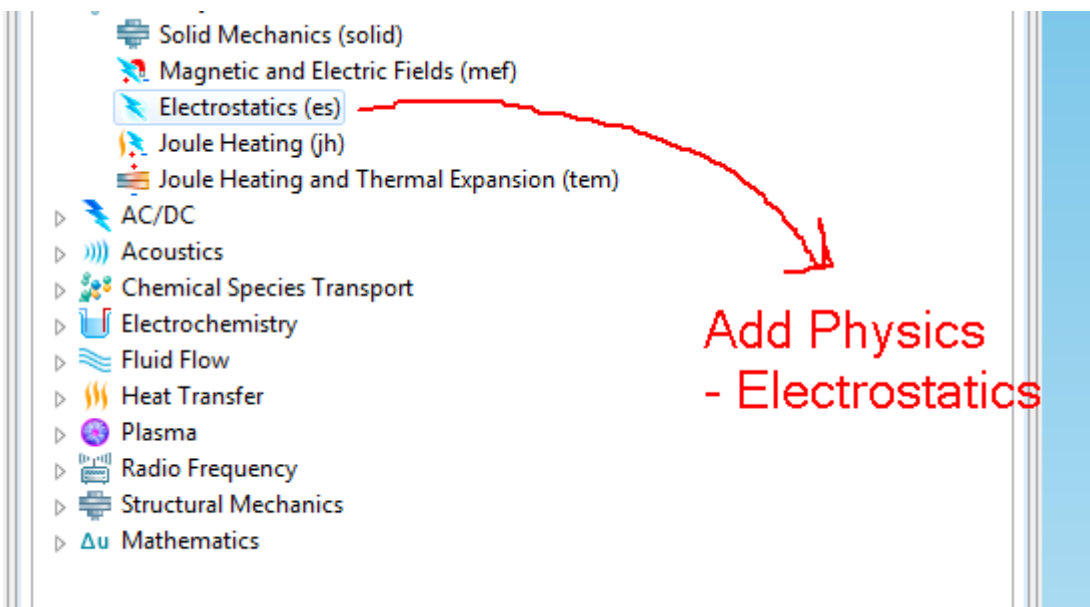 Solid Mechanics (solid)
Magnetic and Electric Fields (mef)
Electrostatics (es)
Joule Heating (jh)
Joule Heating and Thermal Expansion (tem)
AC/DC
Acoustics
Chemical Species Transport
Electrochemistry
Fluid Flow
Heat Transfer
Plasma
Radio Frequency
Structural Mechanics
Δu Mathematics
Add Physics
- Electrostatics